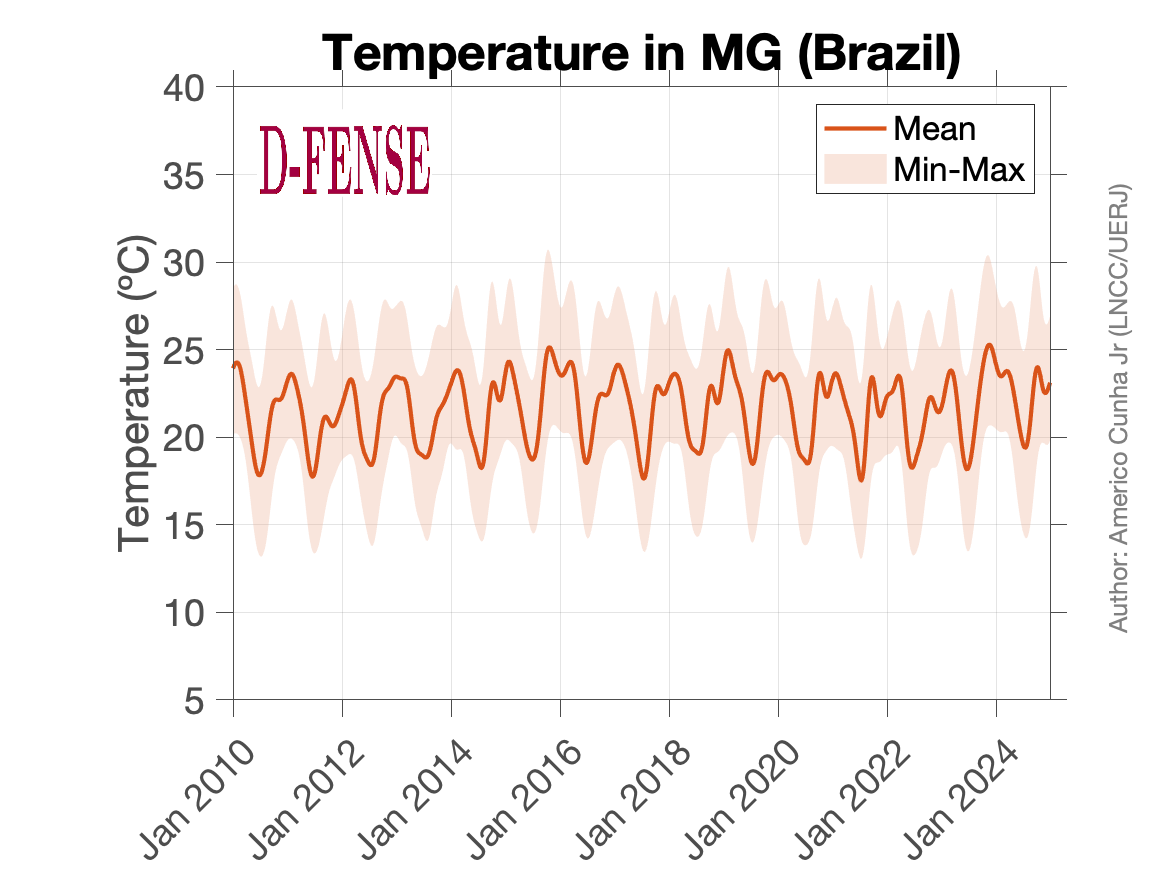 Temperature in MG (Brazil)
D-FENSE
Mean
Min-Max
Temperature (ºC)
40
35
30
25
20
15
10
5
Jan 2010
Jan 2012
Jan 2014
Jan 2016
Jan 2018
Jan 2020
Jan 2022
Jan 2024
Author: Americo Cunha Jr (LNCC/UERJ)